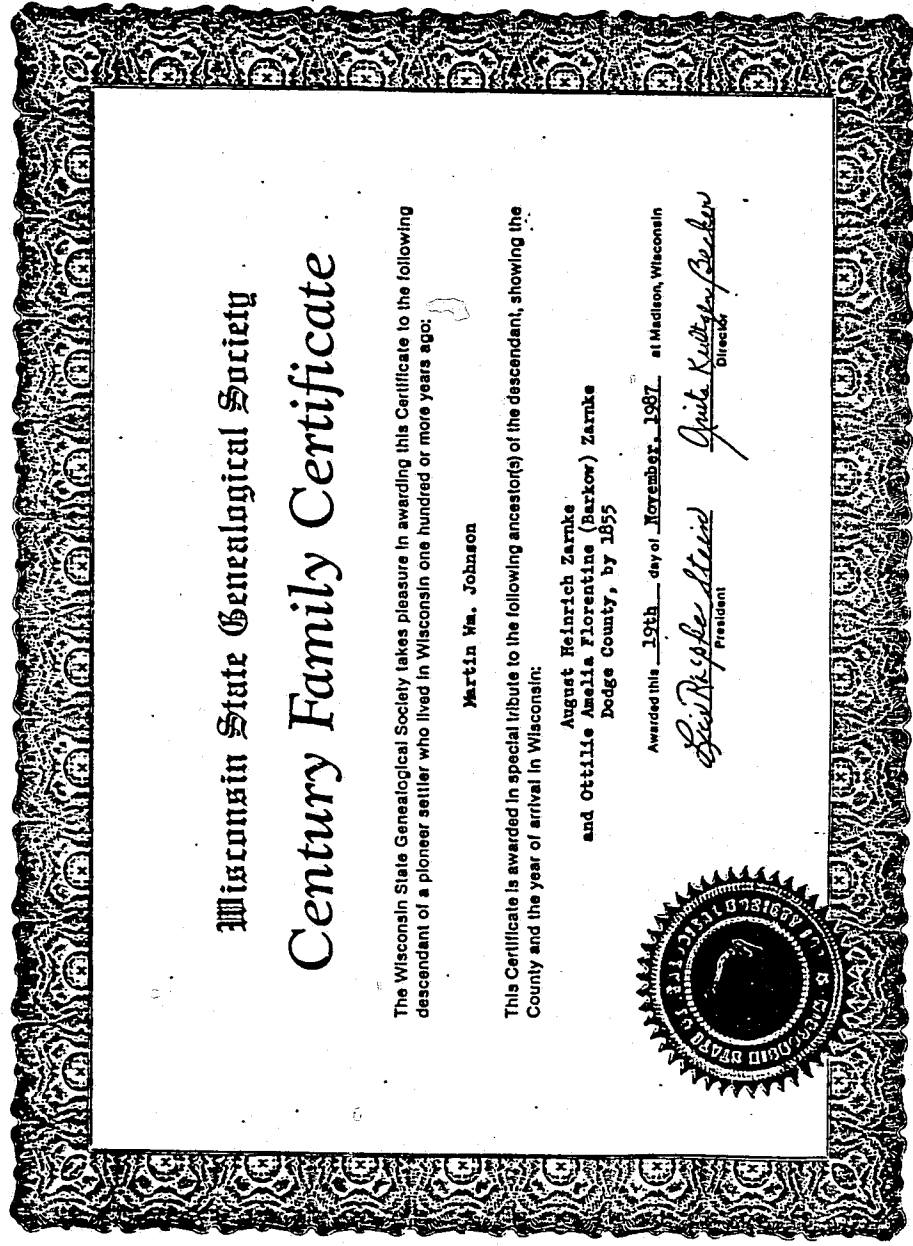 Wisconsin State Genealogical Society
Century Family Certificate
The Wisconsin State Genealogical Society takes pleasure in awarding this Certificate to the following
descendant of a pioneer settler who lived in Wisconsin one hundred or more years ago:
Martin Wm. Johnson
This Certificate is awarded in special tribute to the following ancestor(s) of the descendant, showing the
County and the year of arrival in Wisconsin:
August Heinrich Zarnke
and Ottilie Amelia Florentine (Barkow) Zarnke
Dodge County, by 1855
Awarded this 19th day of November, 1987 at Madison, Wisconsin
Stein Anita Becker
President Director